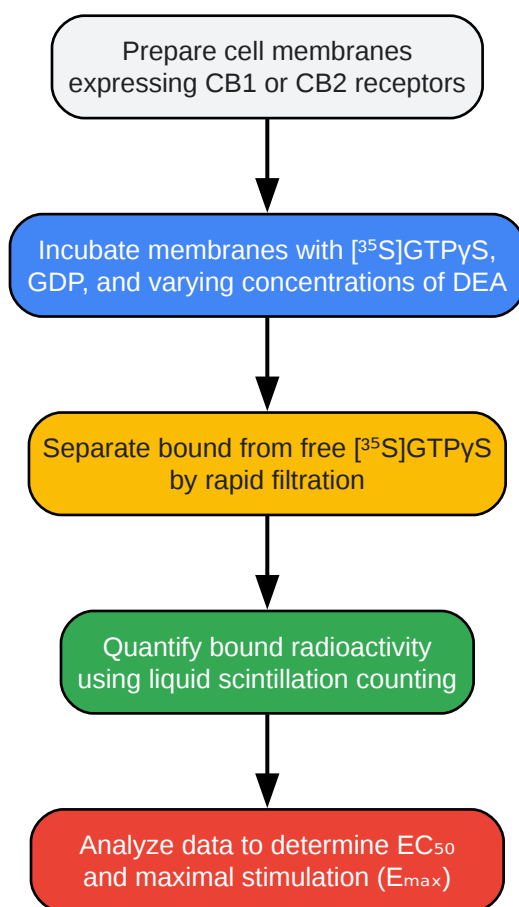 Prepare cell membranes
expressing CB1 or CB2 receptors
Incubate membranes with [³⁵S]GTPγS,
GDP, and varying concentrations of DEA
Separate bound from free [³⁵S]GTPγS
by rapid filtration
Quantify bound radioactivity
using liquid scintillation counting
Analyze data to determine EC₅₀
and maximal stimulation (Eₘₐₓ)